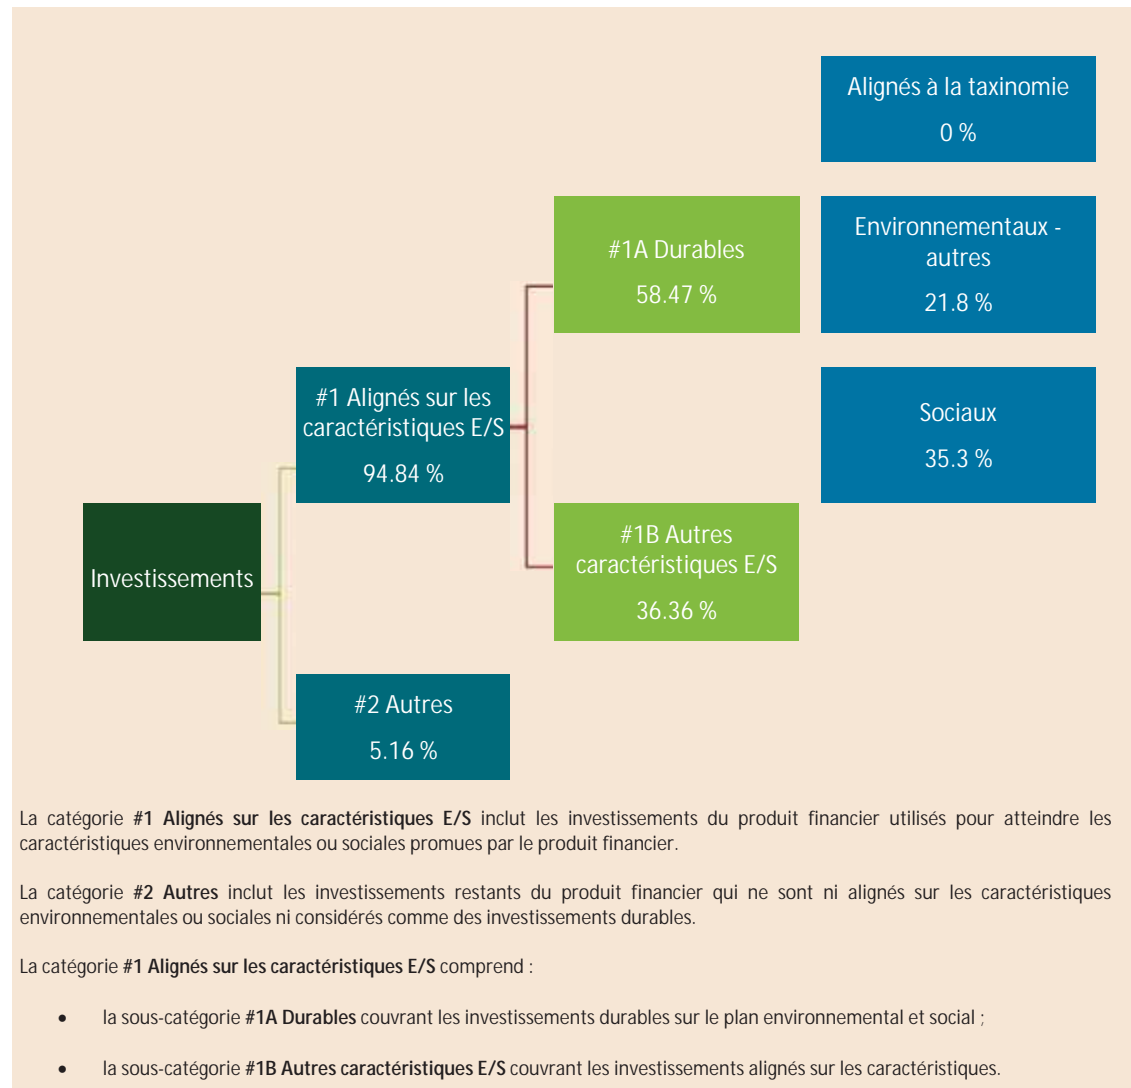 Alignés à la taxinomie
0 %
#1A Durables
58.47 %
Environnementaux -
autres
21.8 %
#1 Alignés sur les
caractéristiques E/S
94.84 %
Sociaux
35.3 %
Investissements
#1B Autres
caractéristiques E/S
36.36 %
#2 Autres
5.16 %
La catégorie #1 Alignés sur les caractéristiques E/S inclut les investissements du produit financier utilisés pour atteindre les
caractéristiques environnementales ou sociales promues par le produit financier.
La catégorie #2 Autres inclut les investissements restants du produit financier qui ne sont ni alignés sur les caractéristiques
environnementales ou sociales ni considérés comme des investissements durables.
La catégorie #1 Alignés sur les caractéristiques E/S comprend :
• la sous-catégorie #1A Durables couvrant les investissements durables sur le plan environnemental et social ;
• la sous-catégorie #1B Autres caractéristiques E/S couvrant les investissements alignés sur les caractéristiques.